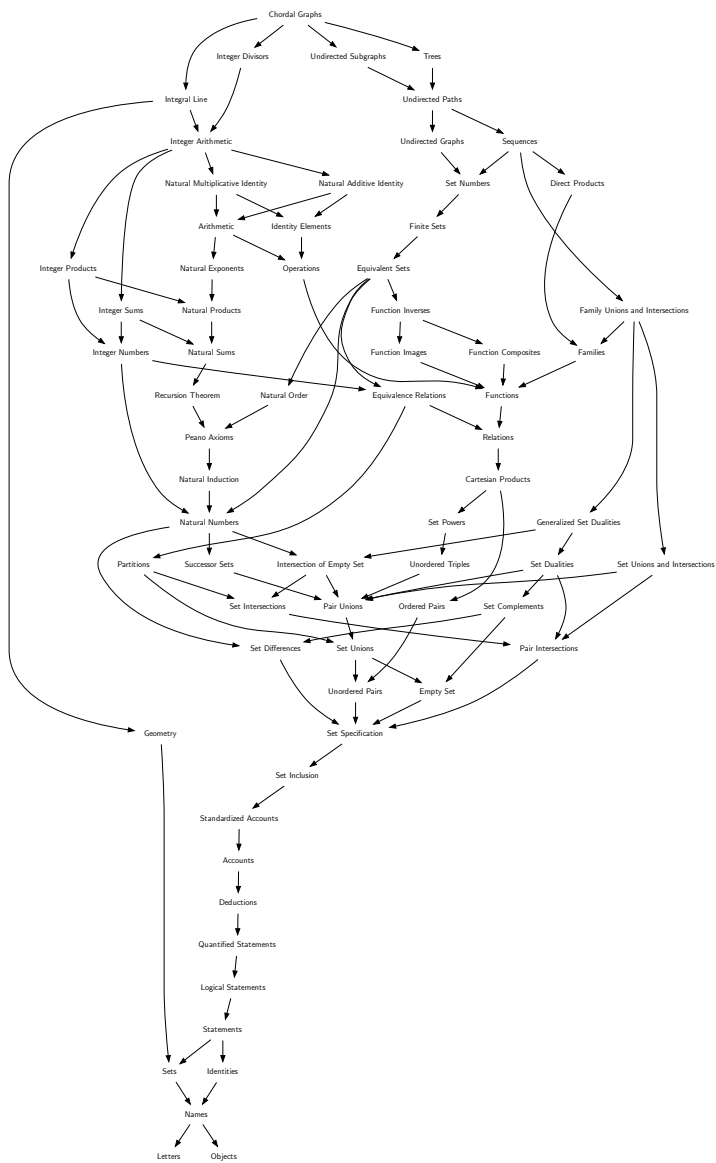 Chordal Graphs
Integer Divisors
Undirected Subgraphs
Trees
Integral Line
Undirected Paths
Integer Arithmetic
Undirected Graphs
Sequences
Natural Multiplicative Identity
Natural Additive Identity
Set Numbers
Direct Products
Arithmetic
Identity Elements
Finite Sets
Integer Products
Natural Exponents
Operations
Equivalent Sets
Integer Sums
Natural Products
Function Inverses
Family Unions and Intersections
Integer Numbers
Natural Sums
Function Images
Function Composites
Families
Recursion Theorem
Natural Order
Equivalence Relations
Functions
Peano Axioms
Relations
Natural Induction
Cartesian Products
Natural Numbers
Set Powers
Generalized Set Dualities
Partitions
Successor Sets
Intersection of Empty Set
Unordered Triples
Set Dualities
Set Unions and Intersections
Set Intersections
Pair Unions
Ordered Pairs
Set Complements
Set Differences
Set Unions
Pair Intersections
Unordered Pairs
Empty Set
Geometry
Set Specification
Set Inclusion
Standardized Accounts
Accounts
Deductions
Quantified Statements
Logical Statements
Statements
Sets
Identities
Names
Letters
Objects